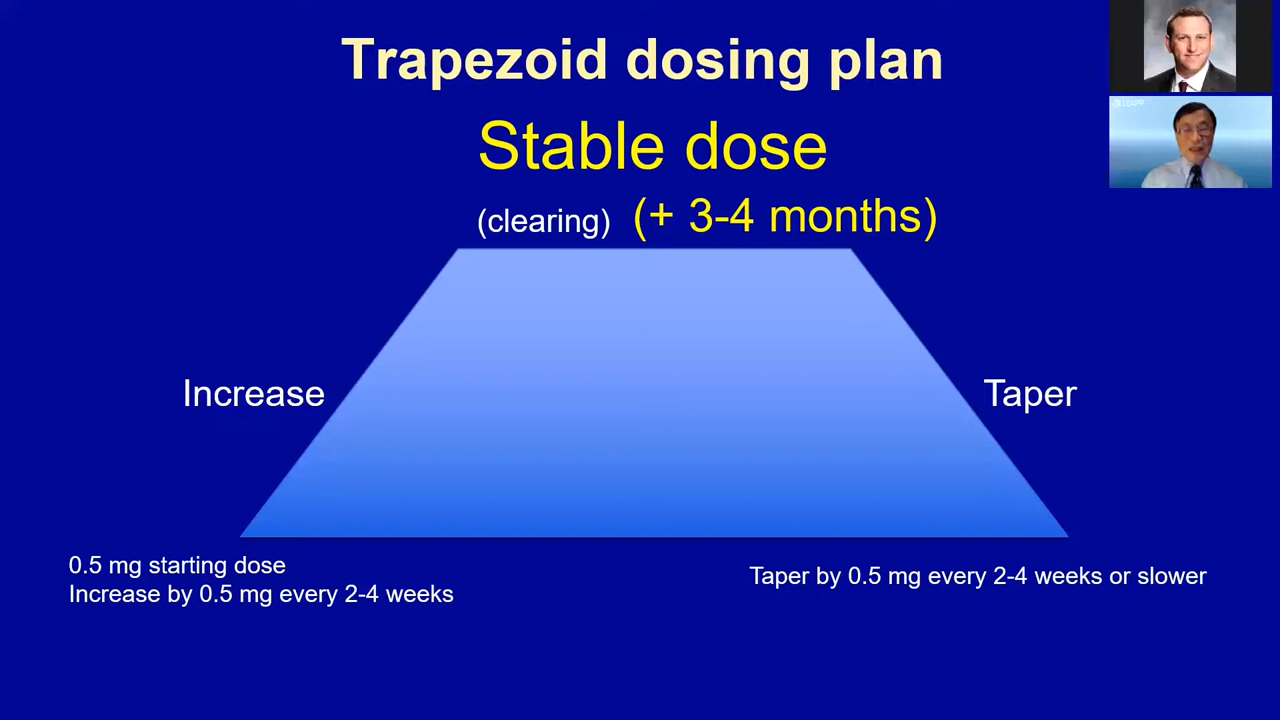 Trapezoid dosing plan
Stable dose
(clearing) (+ 3-4 months)
Increase
Taper
0.5 mg starting dose
Increase by 0.5 mg every 2-4 weeks
Taper by 0.5 mg every 2-4 weeks or slower